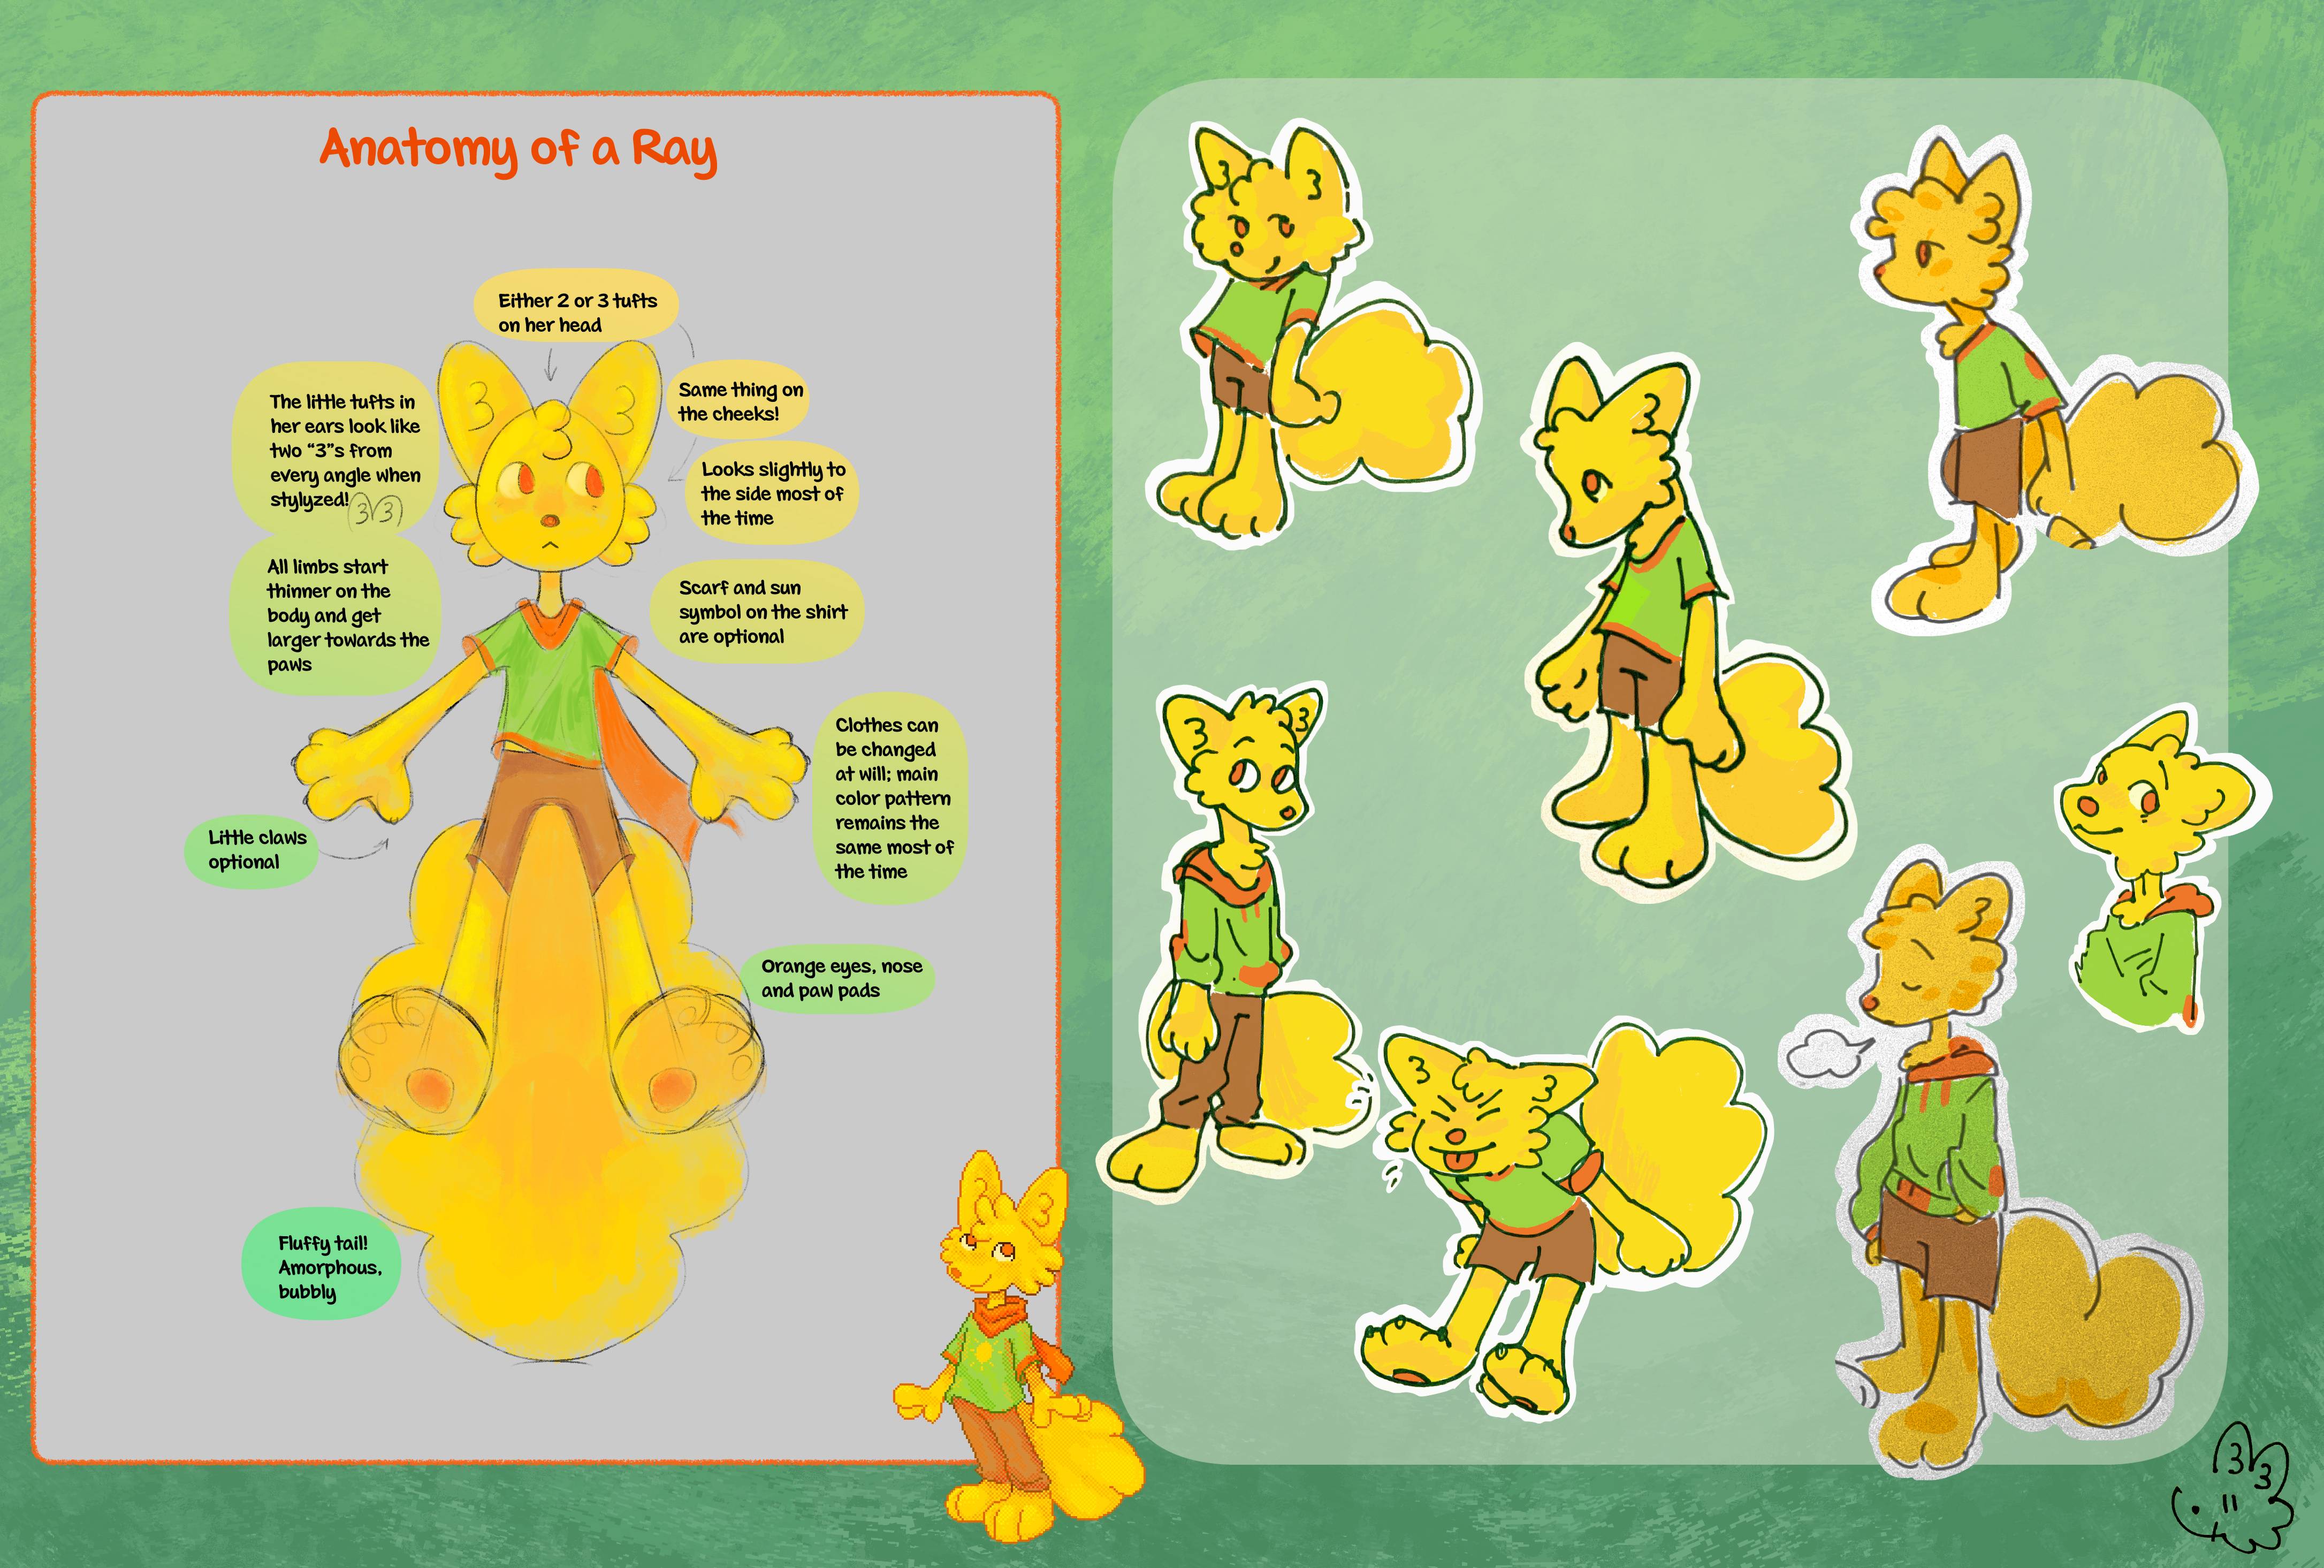 Anatomy of a Ray
Either 2 or 3 tufts
on her head
The little tufts in
her ears look like
two “3”s from
every angle when
stylyzed!
33
Same thing on
the cheeks!
Looks slightly to
the side most of
the time
All limbs start
thinner on the
body and get
larger towards the
paws
Scarf and sun
symbol on the shirt
are optional
Clothes can
be changed
at will; main
color pattern
remains the
same most of
the time
Little claws
optional
Orange eyes, nose
and paw pads
Fluffy tail!
Amorphous,
bubbly